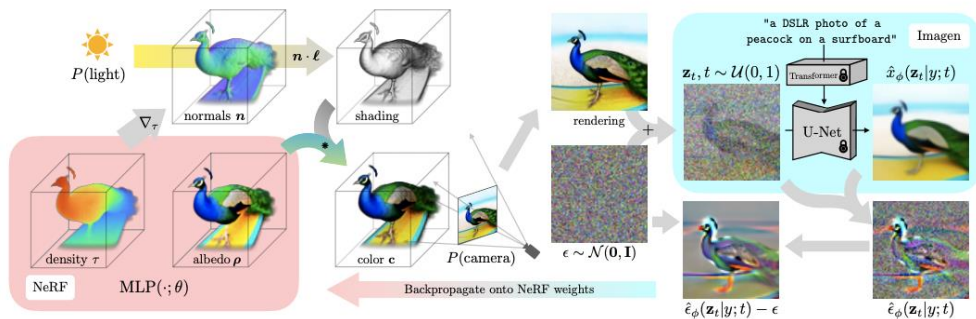 P(light)
n · ℓ
normals n
shading
∇τ
*
density τ
albedo ρ
NeRF
MLP(·; θ)
color c
P(camera)
rendering
+
ϵ ∼ 𝒩(0, I)
"a DSLR photo of a
peacock on a surfboard"
Imagen
z_t, t ∼ 𝒰(0, 1)
Transformer
x̂_ϕ(z_t|y; t)
U-Net
ϵ̂_ϕ(z_t|y; t) − ϵ
ϵ̂_ϕ(z_t|y; t)
Backpropagate onto NeRF weights